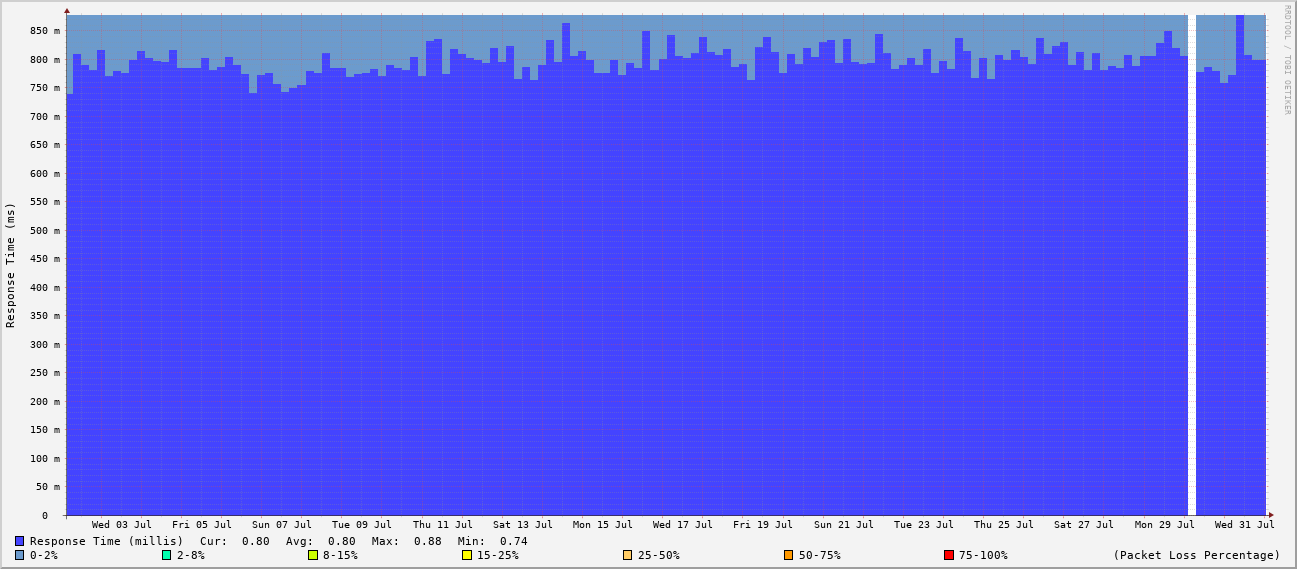 RRDTOOL / TOBI OETIKER
Response Time (ms)
850 m
800 m
750 m
700 m
650 m
600 m
550 m
500 m
450 m
400 m
350 m
300 m
250 m
200 m
150 m
100 m
50 m
0
Wed 03 Jul Fri 05 Jul Sun 07 Jul Tue 09 Jul Thu 11 Jul Sat 13 Jul Mon 15 Jul Wed 17 Jul Fri 19 Jul Sun 21 Jul Tue 23 Jul Thu 25 Jul Sat 27 Jul Mon 29 Jul Wed 31 Jul
Response Time (millis) Cur: 0.80 Avg: 0.80 Max: 0.88 Min: 0.74
0-2% 2-8% 8-15% 15-25% 25-50% 50-75% 75-100% (Packet Loss Percentage)